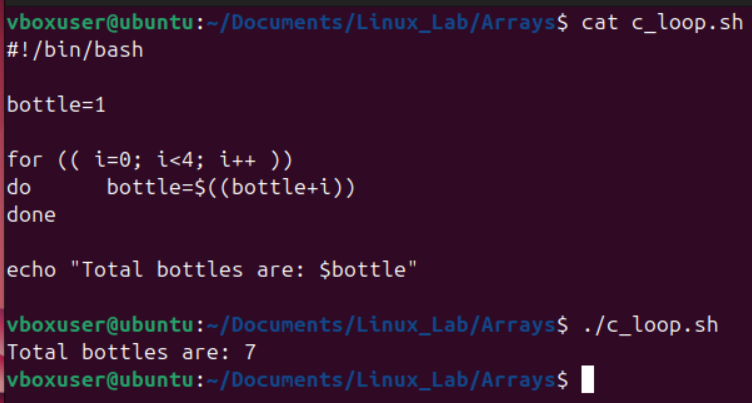 vboxuser@ubuntu:~/Documents/Linux_Lab/Arrays$ cat c_loop.sh
#!/bin/bash
bottle=1
for (( i=0; i<4; i++ ))
do      bottle=$((bottle+i))
done
echo "Total bottles are: $bottle"
vboxuser@ubuntu:~/Documents/Linux_Lab/Arrays$ ./c_loop.sh
Total bottles are: 7
vboxuser@ubuntu:~/Documents/Linux_Lab/Arrays$